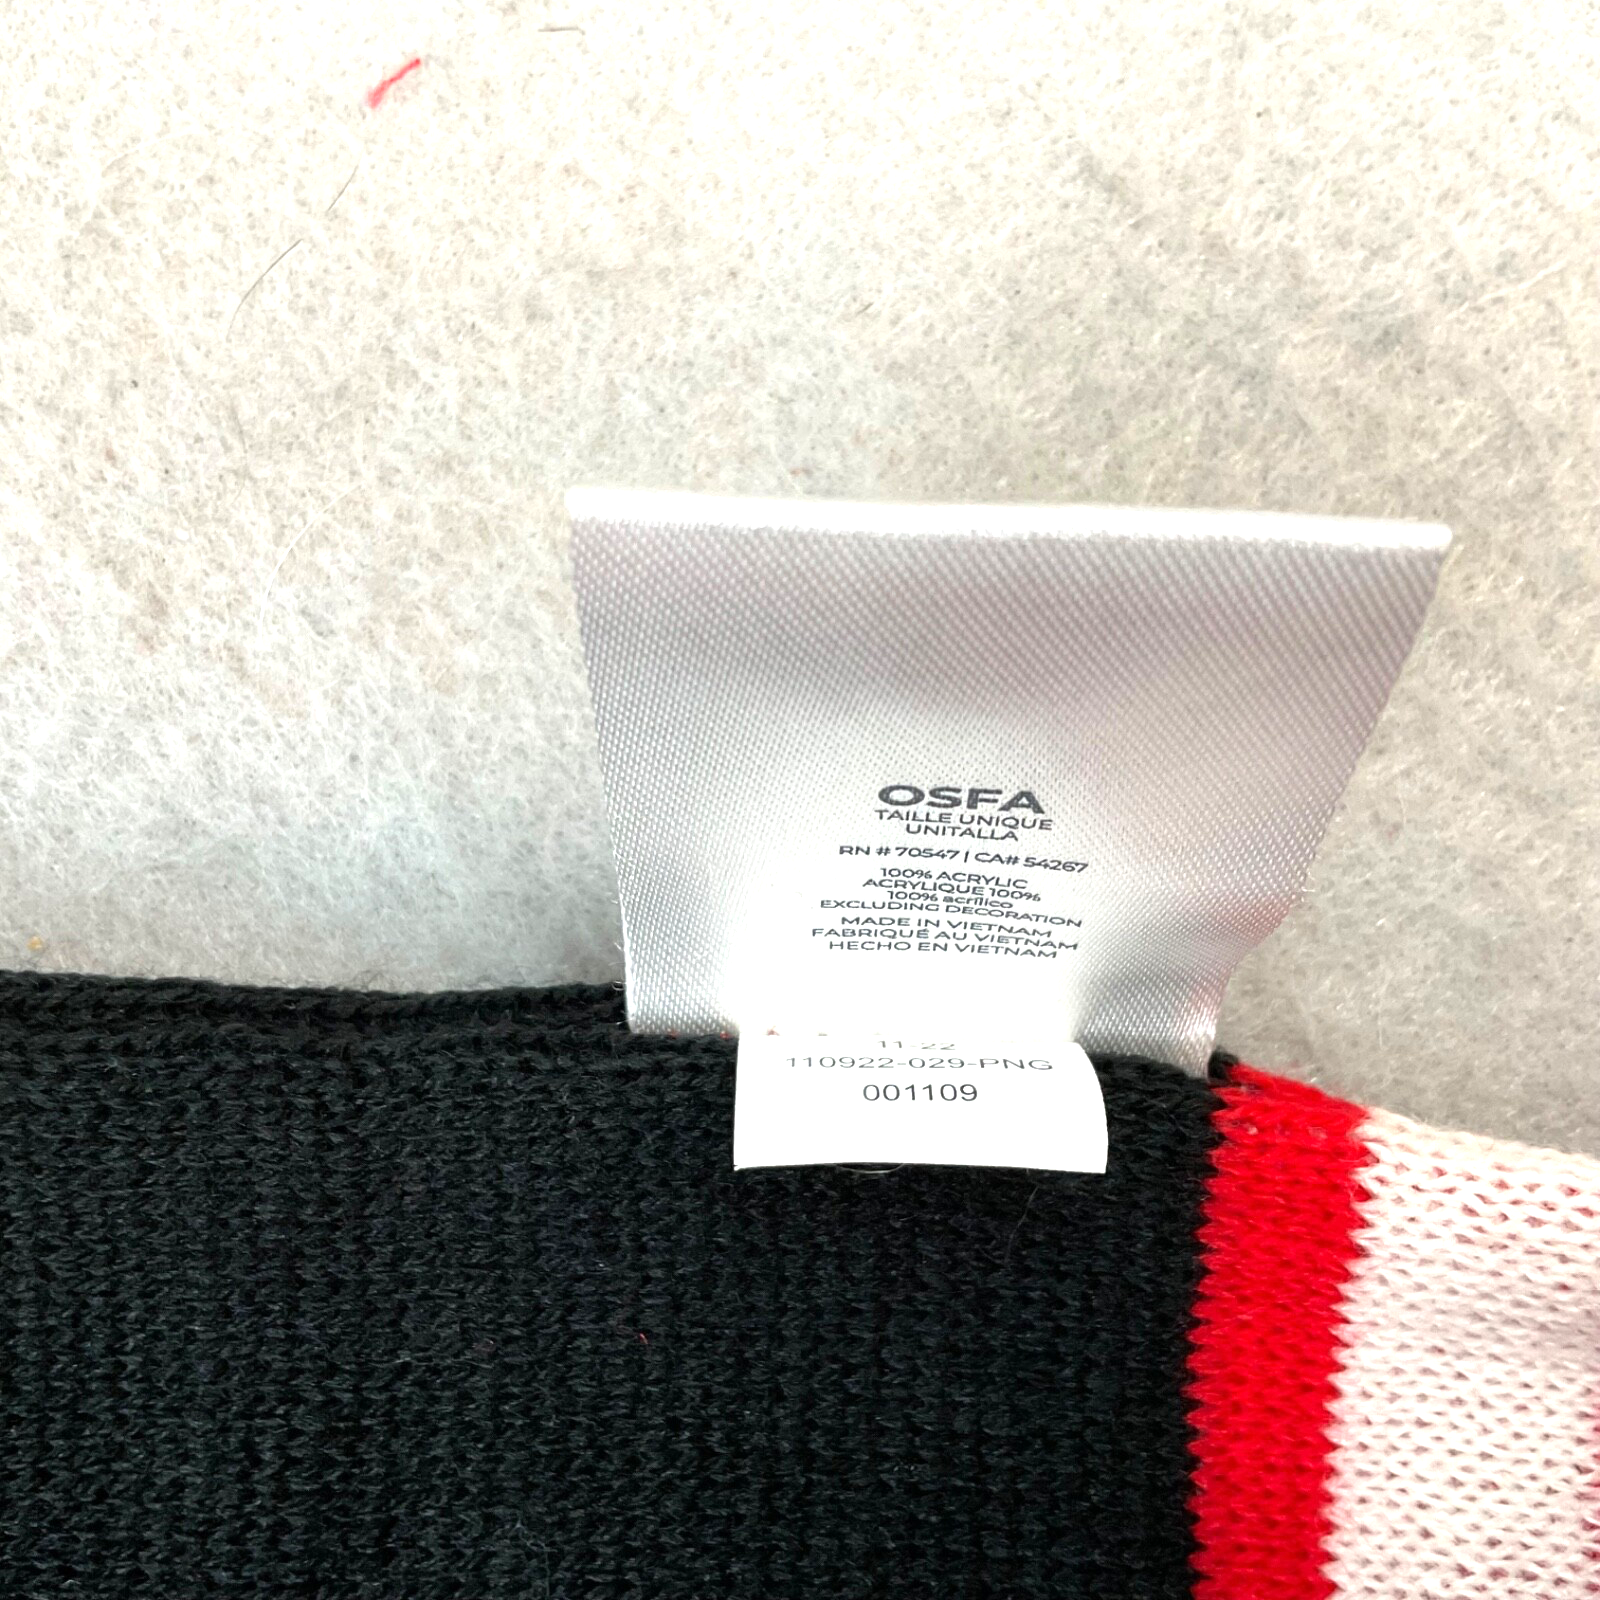 OSFA
TAILLE UNIQUE
UNITALLA
RN # 70547 | CA# 54267
100% ACRYLIC
ACRYLIQUE 100%
100% acrílico
EXCLUDING DECORATION
MADE IN VIETNAM
FABRIQUÉ AU VIETNAM
HECHO EN VIETNAM
11-22
110922-029-PNG
001109